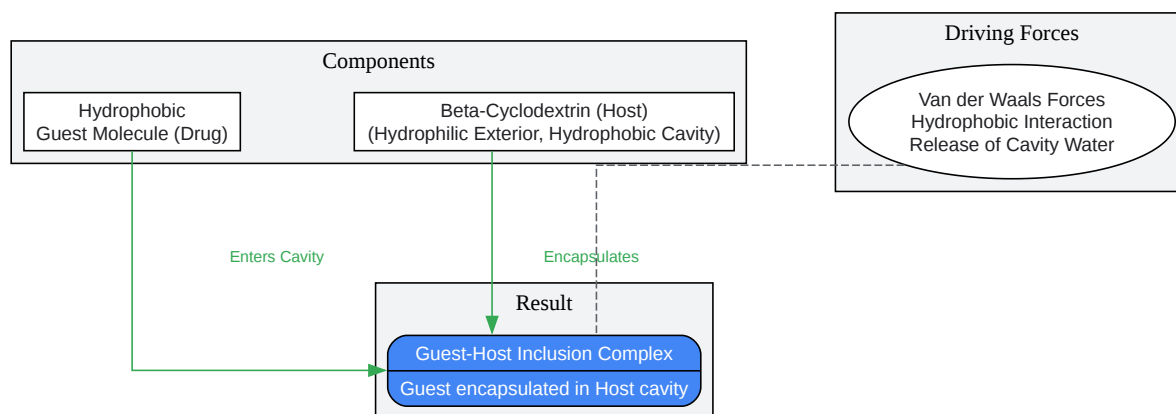 Driving Forces
Components
Hydrophobic
Guest Molecule (Drug)
Beta-Cyclodextrin (Host)
(Hydrophilic Exterior, Hydrophobic Cavity)
Van der Waals Forces
Hydrophobic Interaction
Release of Cavity Water
Enters Cavity
Encapsulates
Result
Guest-Host Inclusion Complex
Guest encapsulated in Host cavity